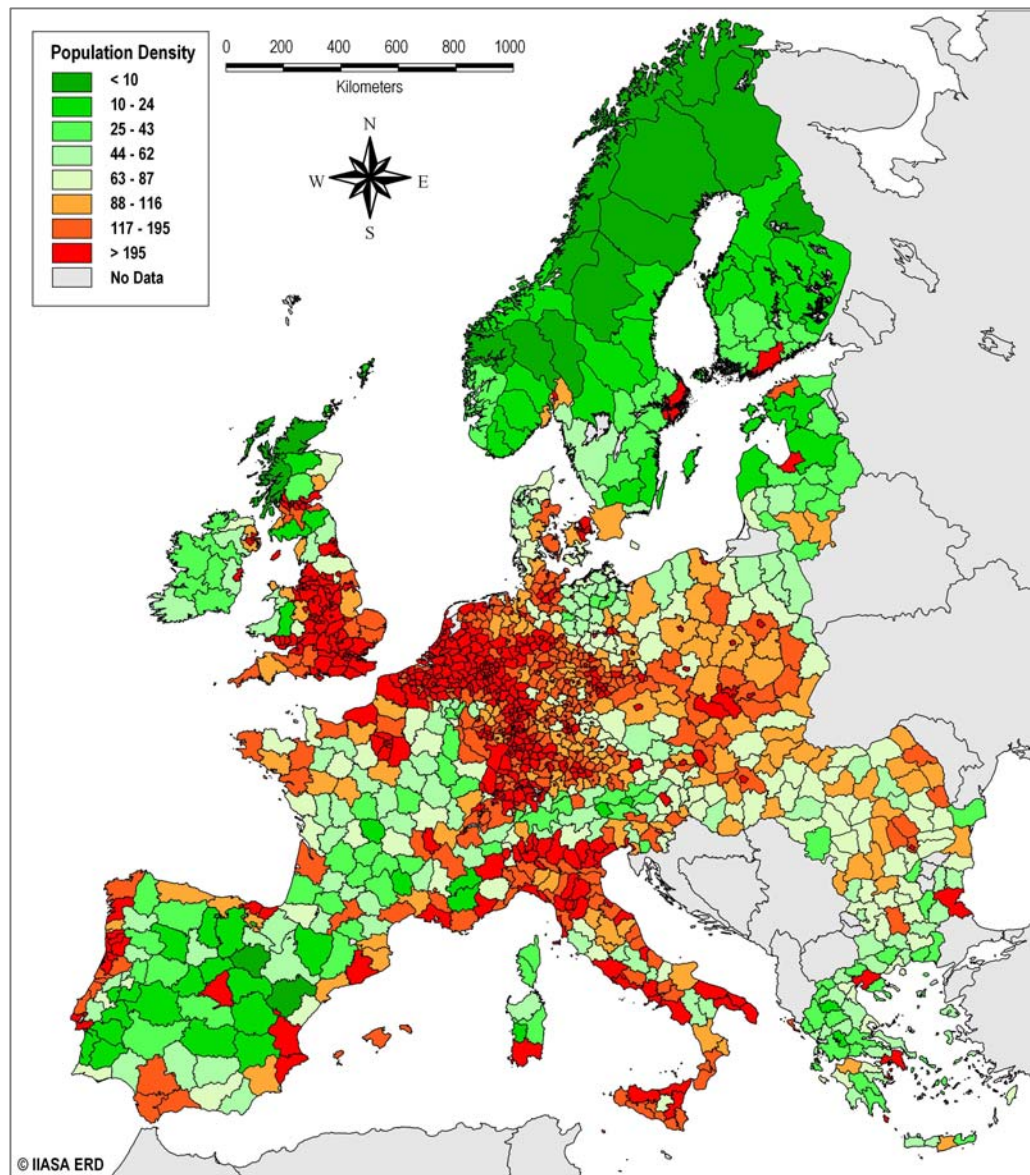 Population Density
< 10
10 - 24
25 - 43
44 - 62
63 - 87
88 - 116
117 - 195
> 195
No Data
0 200 400 600 800 1000
Kilometers
N
W E
S
© IIASA ERD